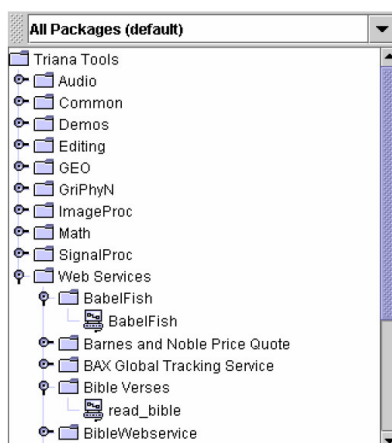 All Packages (default)
Triana Tools
Audio
Common
Demos
Editing
GEO
GriPhyN
ImageProc
Math
SignalProc
Web Services
BabelFish
BabelFish
Barnes and Noble Price Quote
BAX Global Tracking Service
Bible Verses
read_bible
BibleWebservice